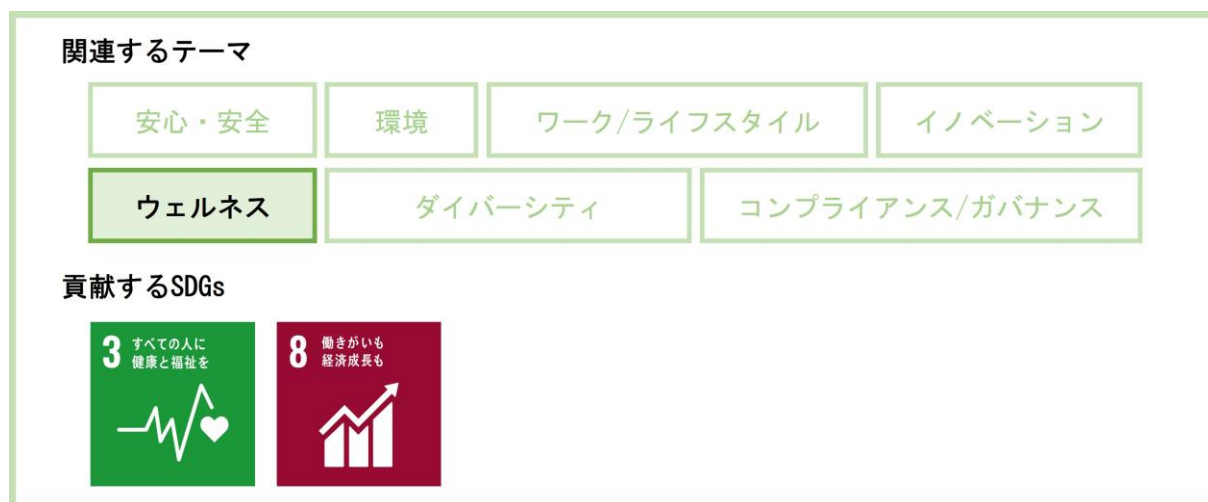 関連するテーマ
安心・安全 環境 ワーク/ライフスタイル イノベーション
ウェルネス ダイバーシティ コンプライアンス/ガバナンス
貢献するSDGs
3 すべての人に
健康と福祉を
8 働きがいも
経済成長も